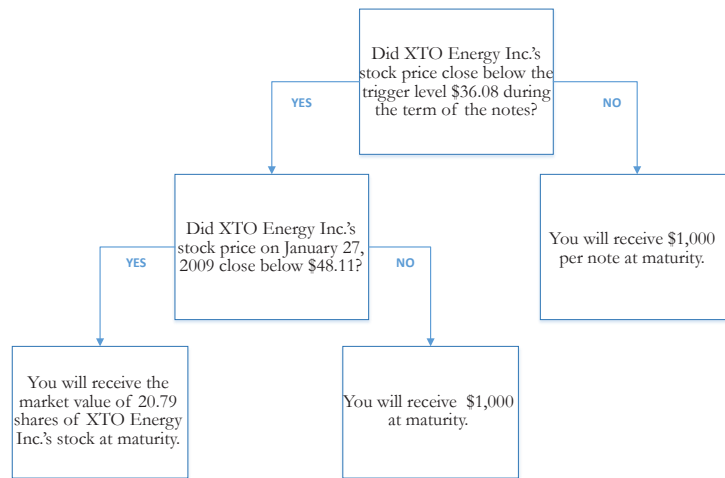 Did XTO Energy Inc.'s
stock price close below the
trigger level $36.08 during
the term of the notes?
YES
NO
Did XTO Energy Inc.'s
stock price on January 27,
2009 close below $48.11?
You will receive $1,000
per note at maturity.
YES
NO
You will receive the
market value of 20.79
shares of XTO Energy
Inc.'s stock at maturity.
You will receive $1,000
at maturity.